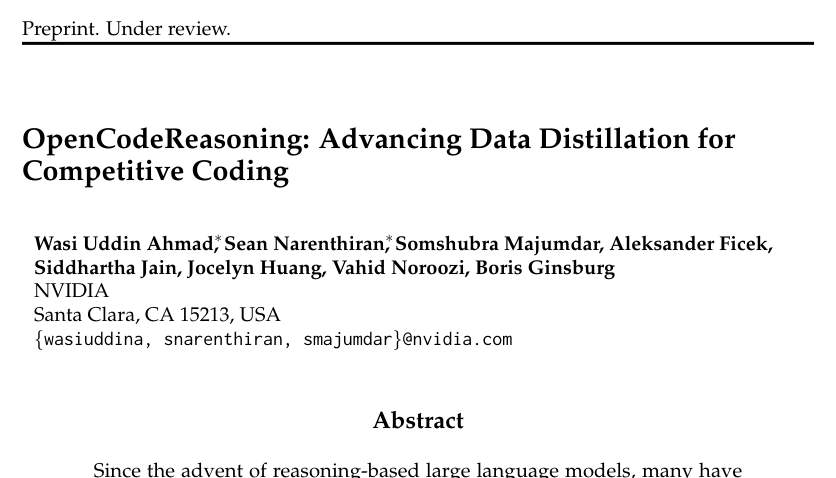 Preprint. Under review.
OpenCodeReasoning: Advancing Data Distillation for
Competitive Coding
Wasi Uddin Ahmad,* Sean Narenthiran,* Somshubra Majumdar, Aleksander Ficek,
Siddhartha Jain, Jocelyn Huang, Vahid Noroozi, Boris Ginsburg
NVIDIA
Santa Clara, CA 15213, USA
{wasiuddina, snarenthiran, smajumdar}@nvidia.com
Abstract
Since the advent of reasoning-based large language models, many have